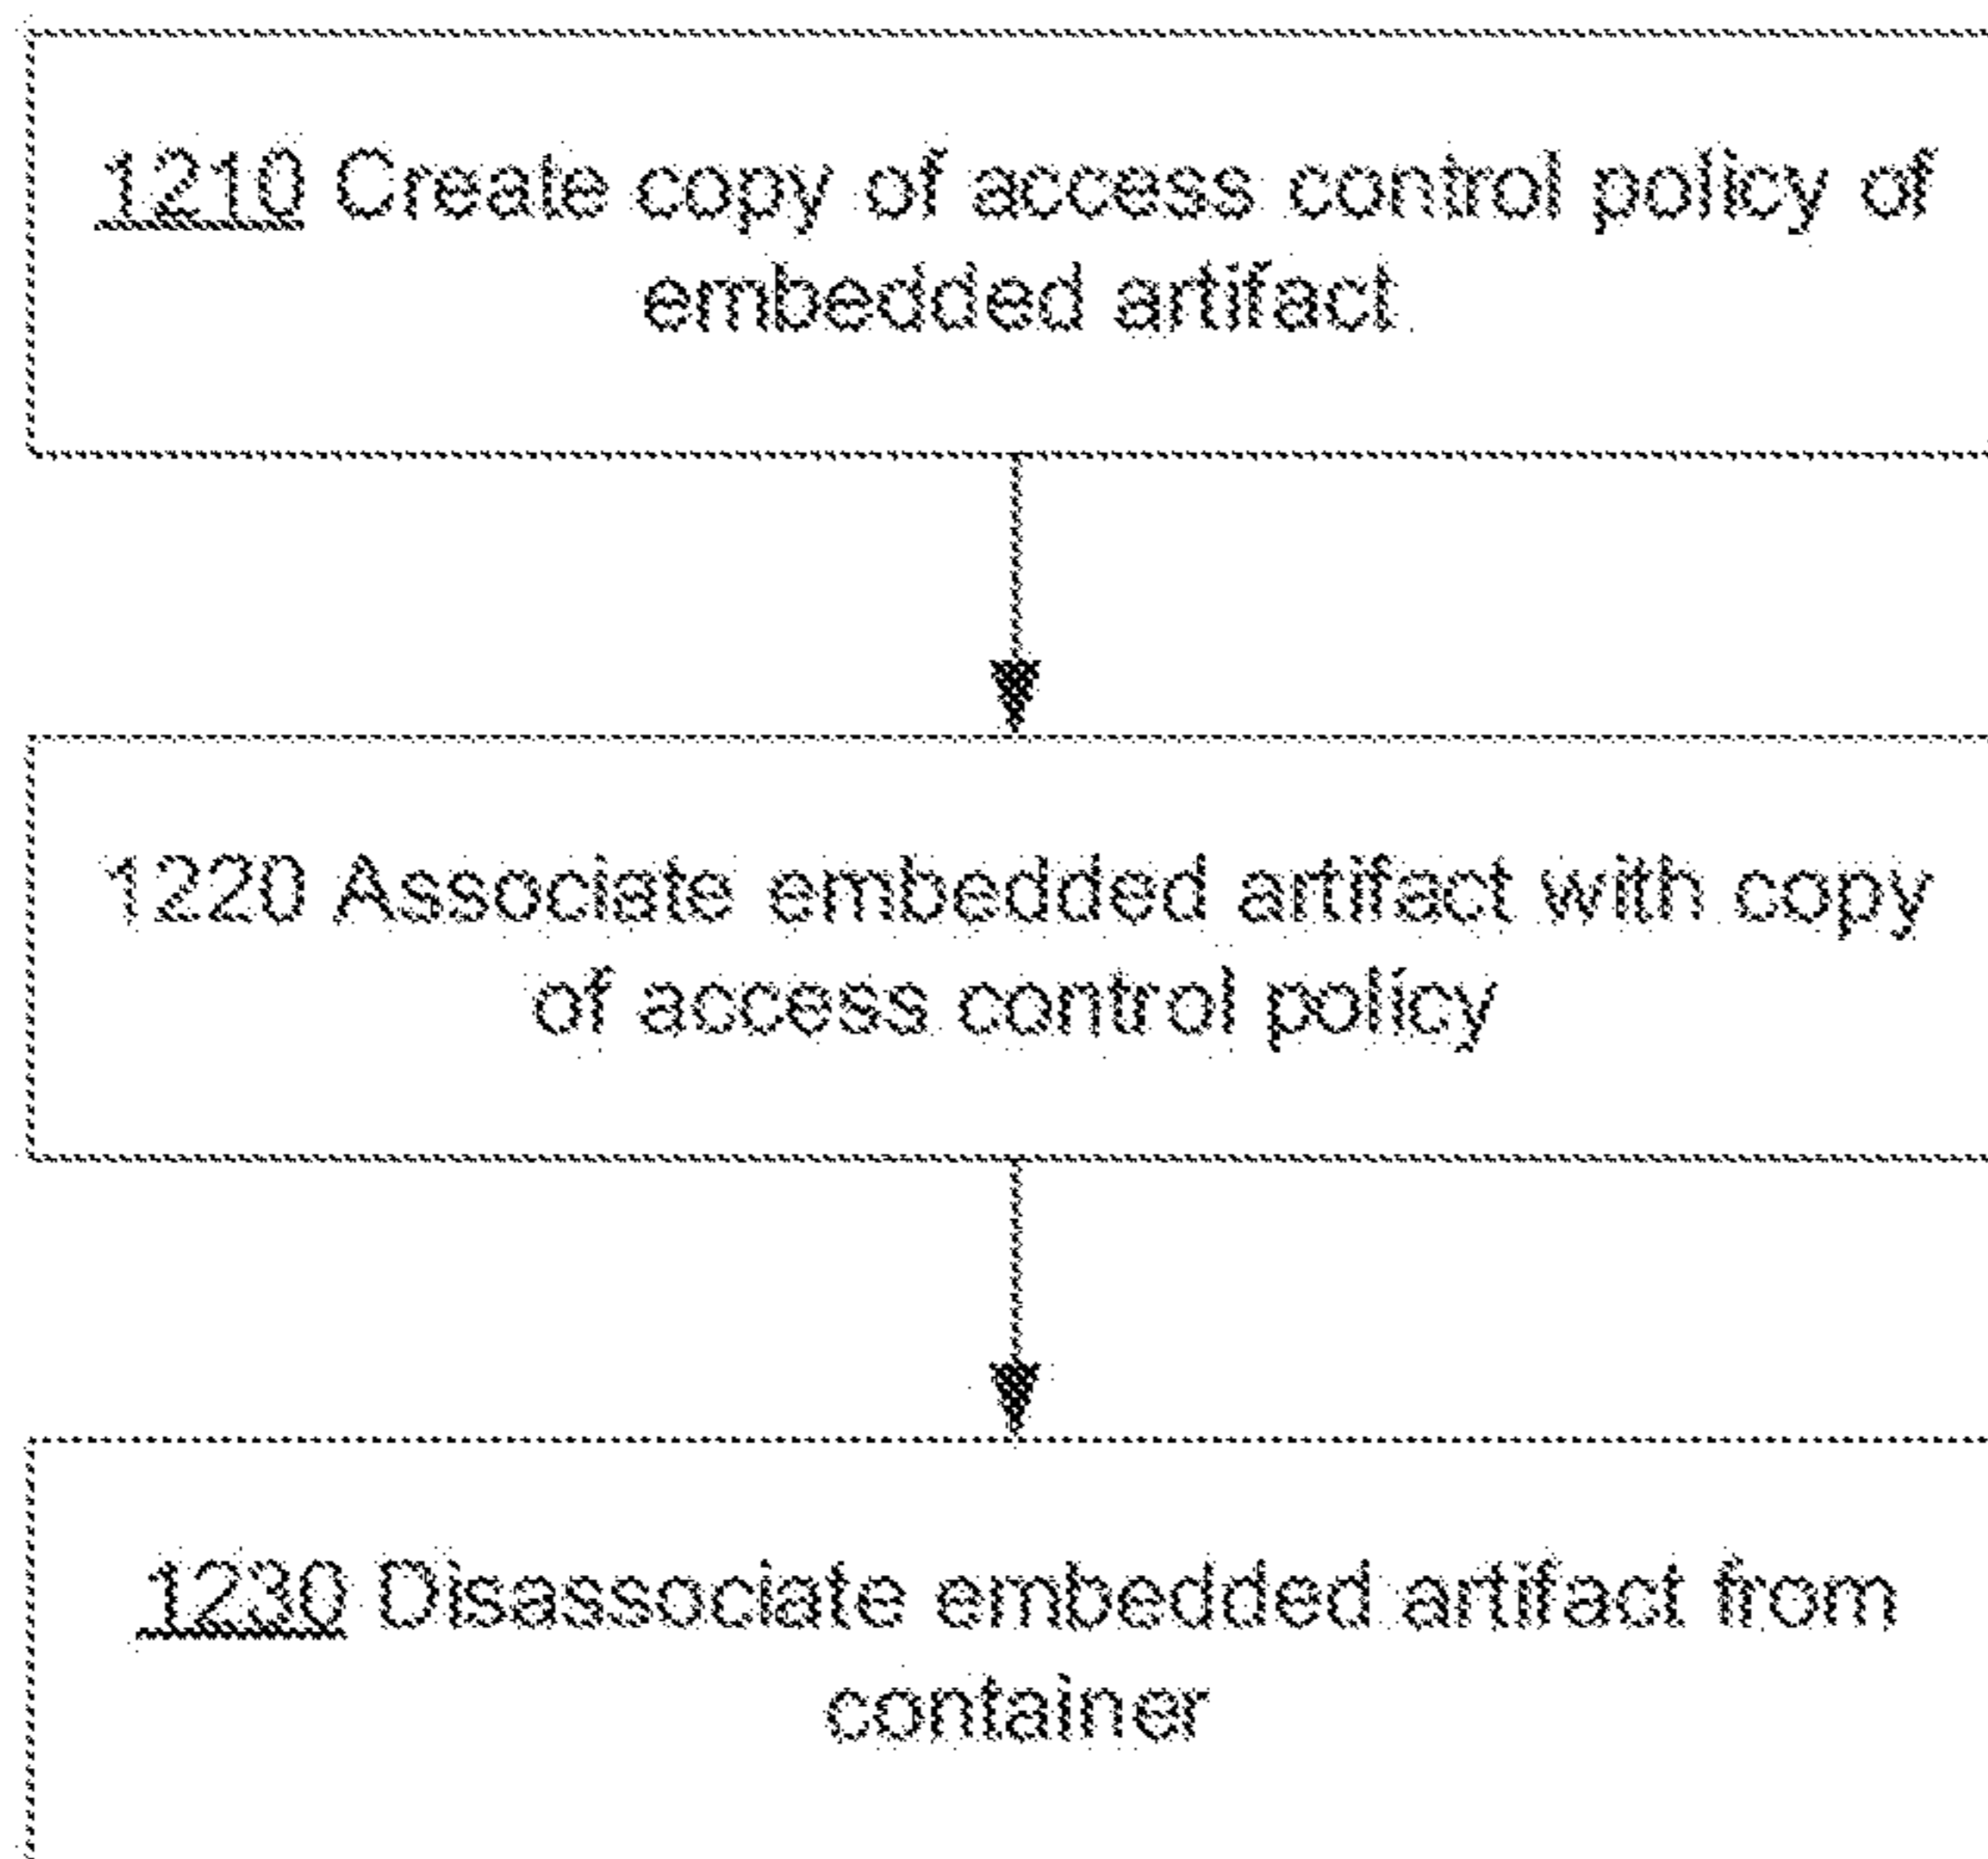 1210 Create copy of access control policy of
embedded artifact
1220 Associate embedded artifact with copy
of access control policy
1230 Disassociate embedded artifact from
container